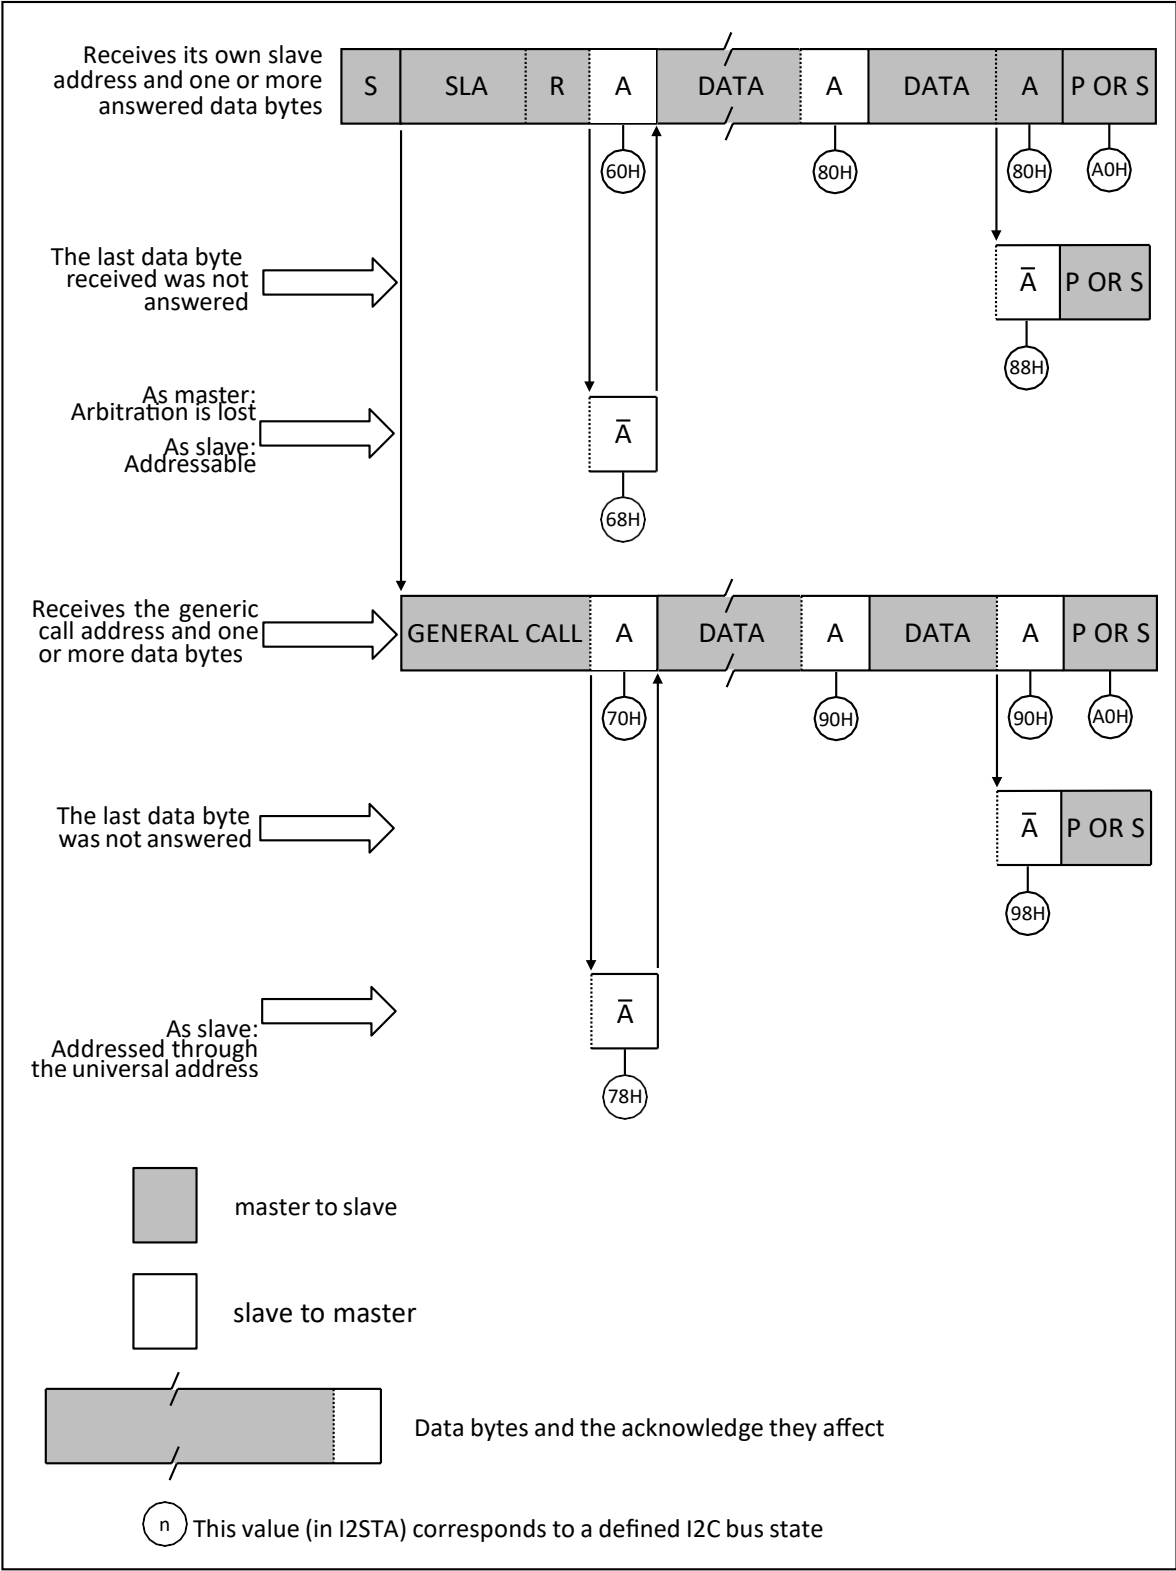 Receives its own slave
address and one or more
answered data bytes
S SLA R A DATA A DATA A P OR S
60H 80H 80H A0H
The last data byte
received was not
answered
Ā P OR S
88H
As master:
Arbitration is lost
As slave:
Addressable
Ā
68H
Receives the generic
call address and one
or more data bytes
GENERAL CALL A DATA A DATA A P OR S
70H 90H 90H A0H
The last data byte
was not answered
Ā P OR S
98H
As slave:
Addressed through
the universal address
Ā
78H
master to slave
slave to master
Data bytes and the acknowledge they affect
n This value (in I2STA) corresponds to a defined I2C bus state